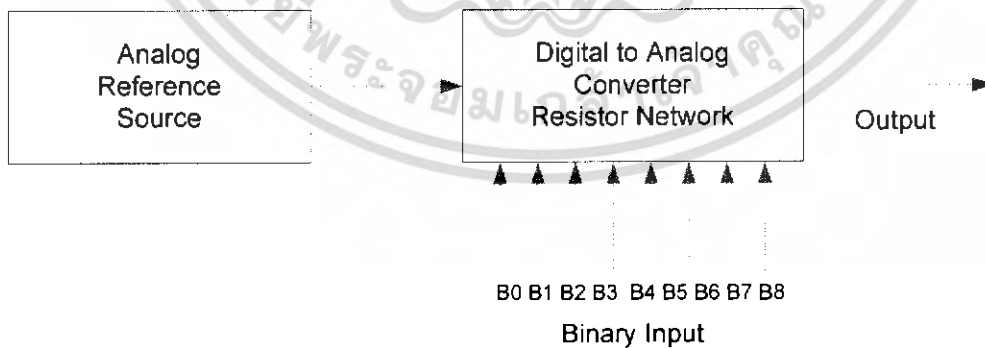 Analog
Reference
Source
Digital to Analog
Converter
Resistor Network
Output
B0 B1 B2 B3 B4 B5 B6 B7 B8
Binary Input